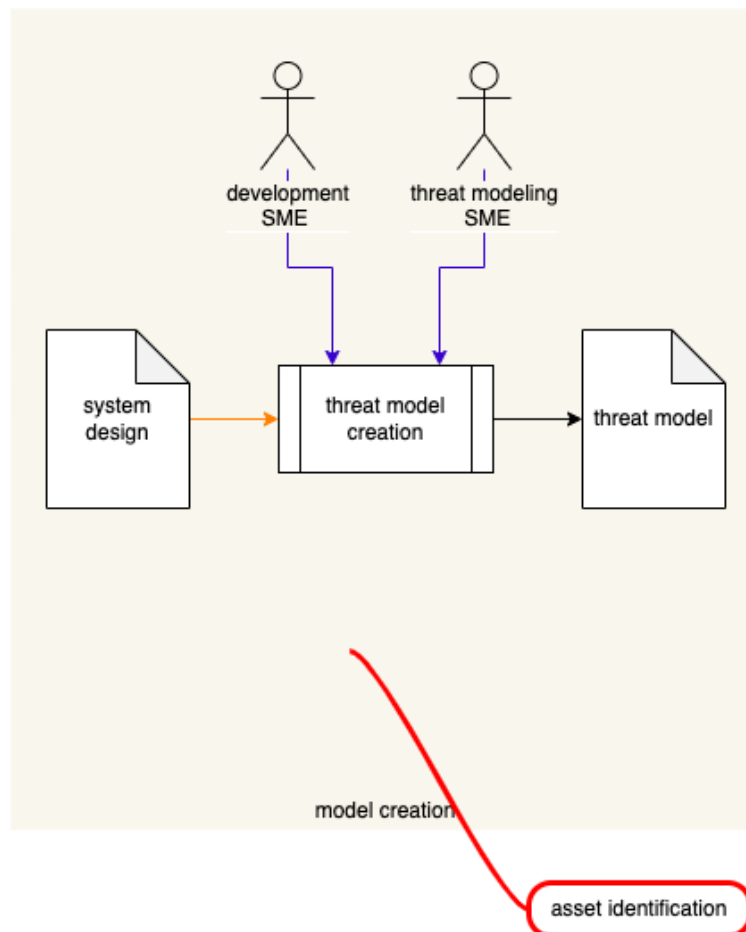 development
SME
threat modeling
SME
system
design
threat model
creation
threat model
model creation
asset identification